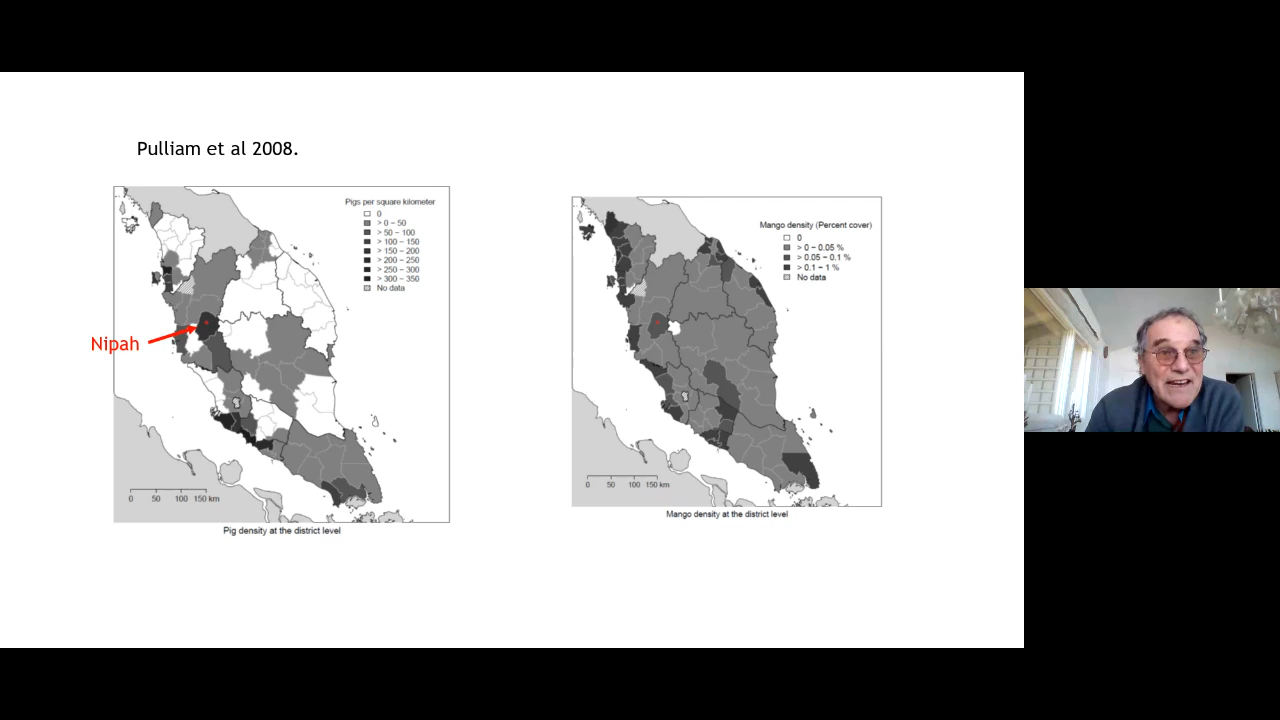 Pulliam et al 2008.
Pigs per square kilometer
0
> 0 – 50
> 50 – 100
> 100 – 150
> 150 – 200
> 200 – 250
> 250 – 300
> 300 – 350
No data
Nipah
0 50 100 150 km
Pig density at the district level
Mango density (Percent cover)
0
> 0 – 0.05 %
> 0.05 – 0.1 %
> 0.1 – 1 %
No data
0 50 100 150 km
Mango density at the district level